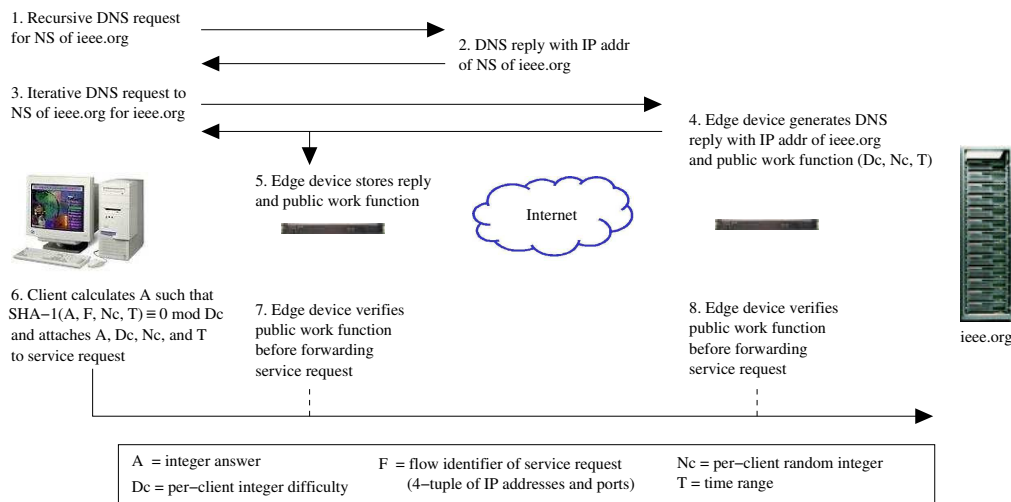 1. Recursive DNS request
for NS of ieee.org
2. DNS reply with IP addr
of NS of ieee.org
3. Iterative DNS request to
NS of ieee.org for ieee.org
4. Edge device generates DNS
reply with IP addr of ieee.org
and public work function (Dc, Nc, T)
5. Edge device stores reply
and public work function
Internet
6. Client calculates A such that
SHA−1(A, F, Nc, T) ≡ 0 mod Dc
and attaches A, Dc, Nc, and T
to service request
7. Edge device verifies
public work function
before forwarding
service request
8. Edge device verifies
public work function
before forwarding
service request
ieee.org
A = integer answer
Dc = per−client integer difficulty
F = flow identifier of service request
(4−tuple of IP addresses and ports)
Nc = per−client random integer
T = time range